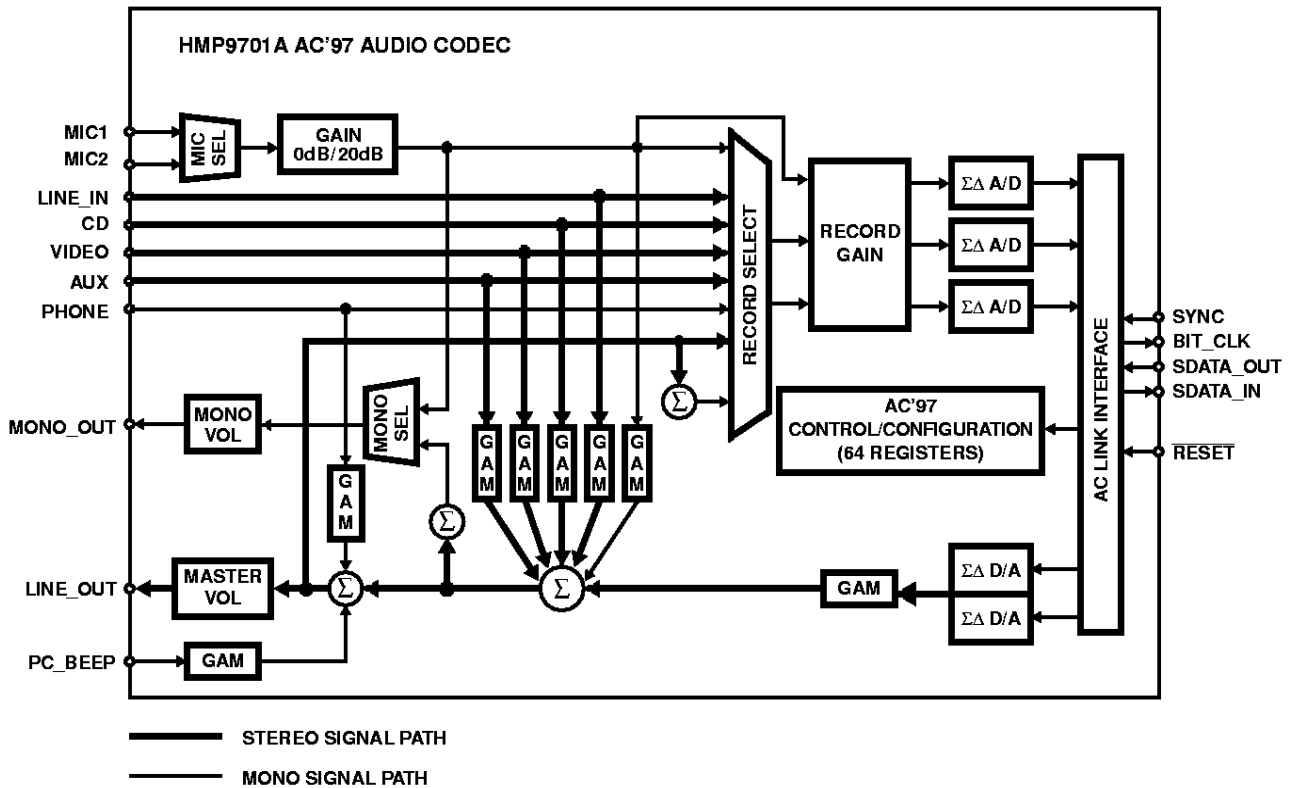 HMP9701A AC'97 AUDIO CODEC
MIC1
MIC2
MIC SEL
GAIN
0dB/20dB
LINE_IN
CD
VIDEO
AUX
PHONE
RECORD SELECT
RECORD
GAIN
ΣΔ A/D
ΣΔ A/D
ΣΔ A/D
AC LINK INTERFACE
SYNC
BIT_CLK
SDATA_OUT
SDATA_IN
RESET
MONO_OUT
MONO
VOL
MONO SEL
Σ
AC'97
CONTROL/CONFIGURATION
(64 REGISTERS)
GAM
GAM
GAM
GAM
GAM
GAM
Σ
LINE_OUT
MASTER
VOL
Σ
Σ
GAM
ΣΔ D/A
ΣΔ D/A
PC_BEEP
GAM
STEREO SIGNAL PATH
MONO SIGNAL PATH